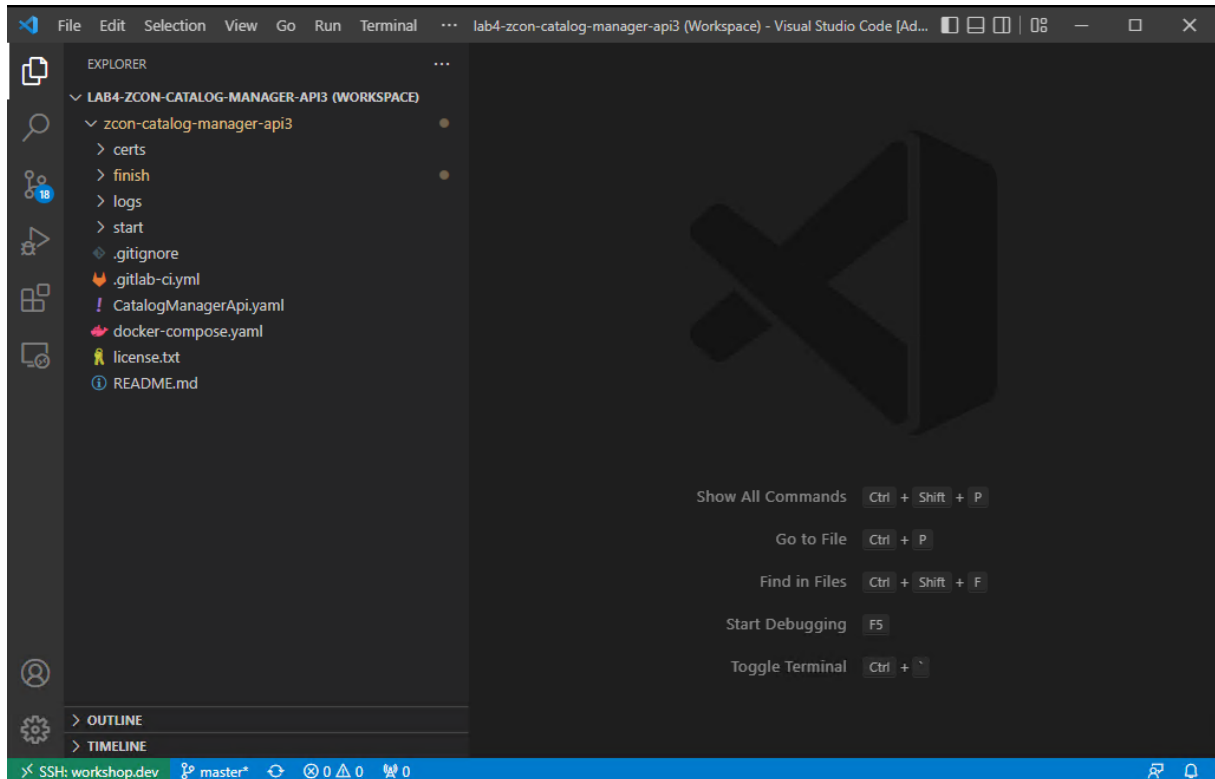 File Edit Selection View Go Run Terminal ··· lab4-zcon-catalog-manager-api3 (Workspace) - Visual Studio Code [Ad...
EXPLORER ···
LAB4-ZCON-CATALOG-MANAGER-API3 (WORKSPACE)
zcon-catalog-manager-api3
certs
finish
18
logs
start
.gitignore
.gitlab-ci.yml
! CatalogManagerApi.yaml
docker-compose.yaml
license.txt
README.md
Show All Commands Ctrl + Shift + P
Go to File Ctrl + P
Find in Files Ctrl + Shift + F
Start Debugging F5
Toggle Terminal Ctrl + `
OUTLINE
TIMELINE
SSH: workshop.dev master* 0 0 0